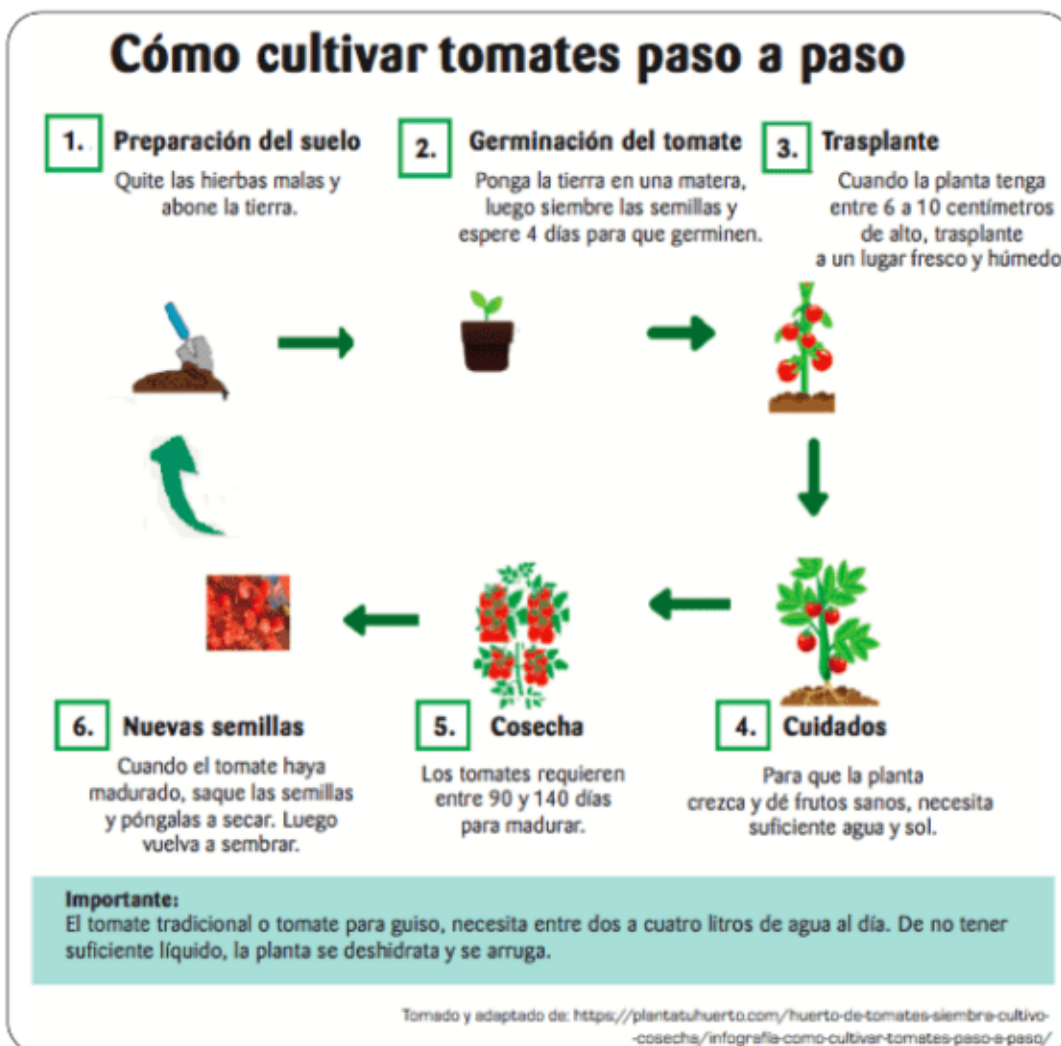 Cómo cultivar tomates paso a paso
1. Preparación del suelo
Quite las hierbas malas y
abone la tierra.
2. Germinación del tomate
Ponga la tierra en una matera,
luego siembre las semillas y
espere 4 días para que germinen.
3. Trasplante
Cuando la planta tenga
entre 6 a 10 centímetros
de alto, trasplante
a un lugar fresco y húmedo
4. Cuidados
Para que la planta
crezca y dé frutos sanos, necesita
suficiente agua y sol.
5. Cosecha
Los tomates requieren
entre 90 y 140 días
para madurar.
6. Nuevas semillas
Cuando el tomate haya
madurado, saque las semillas
y póngalas a secar. Luego
vuelva a sembrar.
Importante:
El tomate tradicional o tomate para guiso, necesita entre dos a cuatro litros de agua al día. De no tener
suficiente líquido, la planta se deshidrata y se arruga.
Tomado y adaptado de: https://plantatuhuerto.com/huerto-de-tomates-siembra-cultivo-
-cosecha/infografia-como-cultivar-tomates-paso-a-paso/